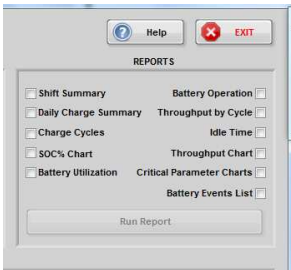 Help
EXIT
REPORTS
Shift Summary
Battery Operation
Daily Charge Summary
Throughput by Cycle
Charge Cycles
Idle Time
SOC% Chart
Throughput Chart
Battery Utilization
Critical Parameter Charts
Battery Events List
Run Report